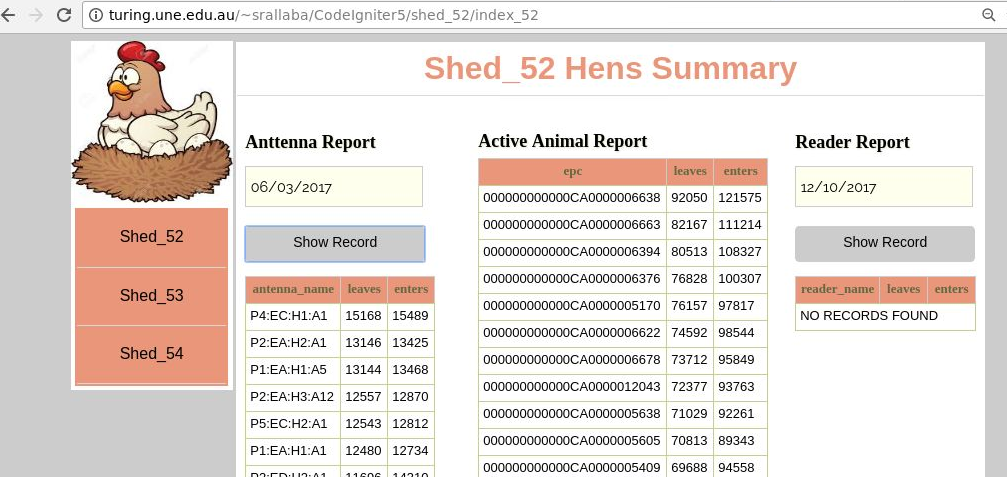 turing.une.edu.au/~srallaba/CodeIgniter5/shed_52/index_52
Shed_52
Shed_53
Shed_54
Shed_52 Hens Summary
Anttenna Report
06/03/2017
Show Record
antenna_name leaves enters
P4:EC:H1:A1 15168 15489
P2:EA:H2:A1 13146 13425
P1:EA:H1:A5 13144 13468
P2:EA:H3:A12 12557 12870
P5:EC:H2:A1 12543 12812
P1:EA:H1:A1 12480 12734
Active Animal Report
epc leaves enters
000000000000CA0000006638 92050 121575
000000000000CA0000006663 82167 111214
000000000000CA0000006394 80513 108327
000000000000CA0000006376 76828 100307
000000000000CA0000005170 76157 97817
000000000000CA0000006622 74592 98544
000000000000CA0000006678 73712 95849
000000000000CA0000012043 72377 93763
000000000000CA0000005638 71029 92261
000000000000CA0000005605 70813 89343
000000000000CA0000005409 69688 94558
Reader Report
12/10/2017
Show Record
reader_name leaves enters
NO RECORDS FOUND